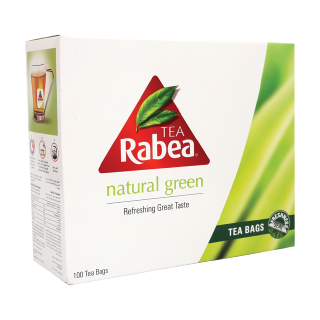 TEA
Rabea
natural green
Refreshing Great Taste
TEA BAGS
100 Tea Bags